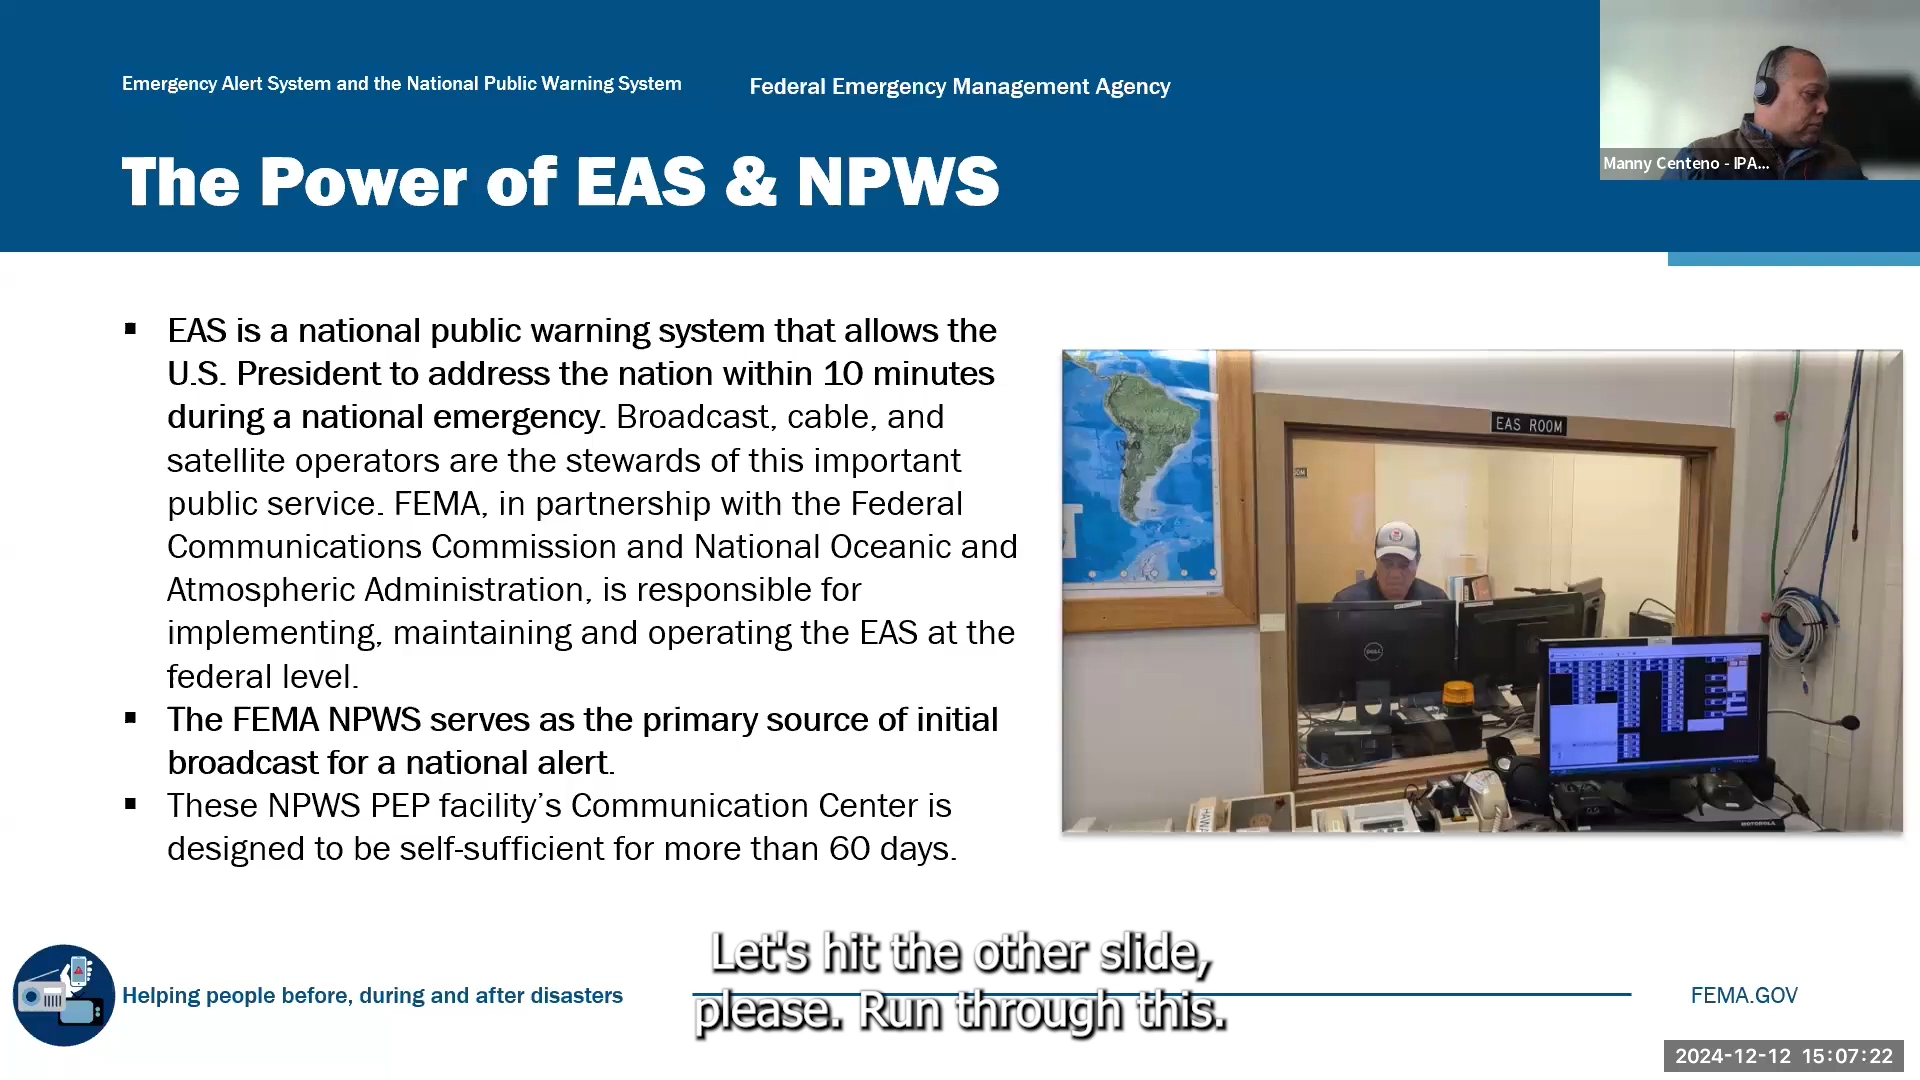 Emergency Alert System and the National Public Warning System
Federal Emergency Management Agency
Manny Centeno - IPA...
The Power of EAS & NPWS
▪ EAS is a national public warning system that allows the
U.S. President to address the nation within 10 minutes
during a national emergency. Broadcast, cable, and
satellite operators are the stewards of this important
public service. FEMA, in partnership with the Federal
Communications Commission and National Oceanic and
Atmospheric Administration, is responsible for
implementing, maintaining and operating the EAS at the
federal level.
▪ The FEMA NPWS serves as the primary source of initial
broadcast for a national alert.
▪ These NPWS PEP facility’s Communication Center is
designed to be self-sufficient for more than 60 days.
EAS ROOM
DELL
MOTOROLA
Let's hit the other slide,
please. Run through this.
Helping people before, during and after disasters
FEMA.GOV
2024-12-12 15:07:22